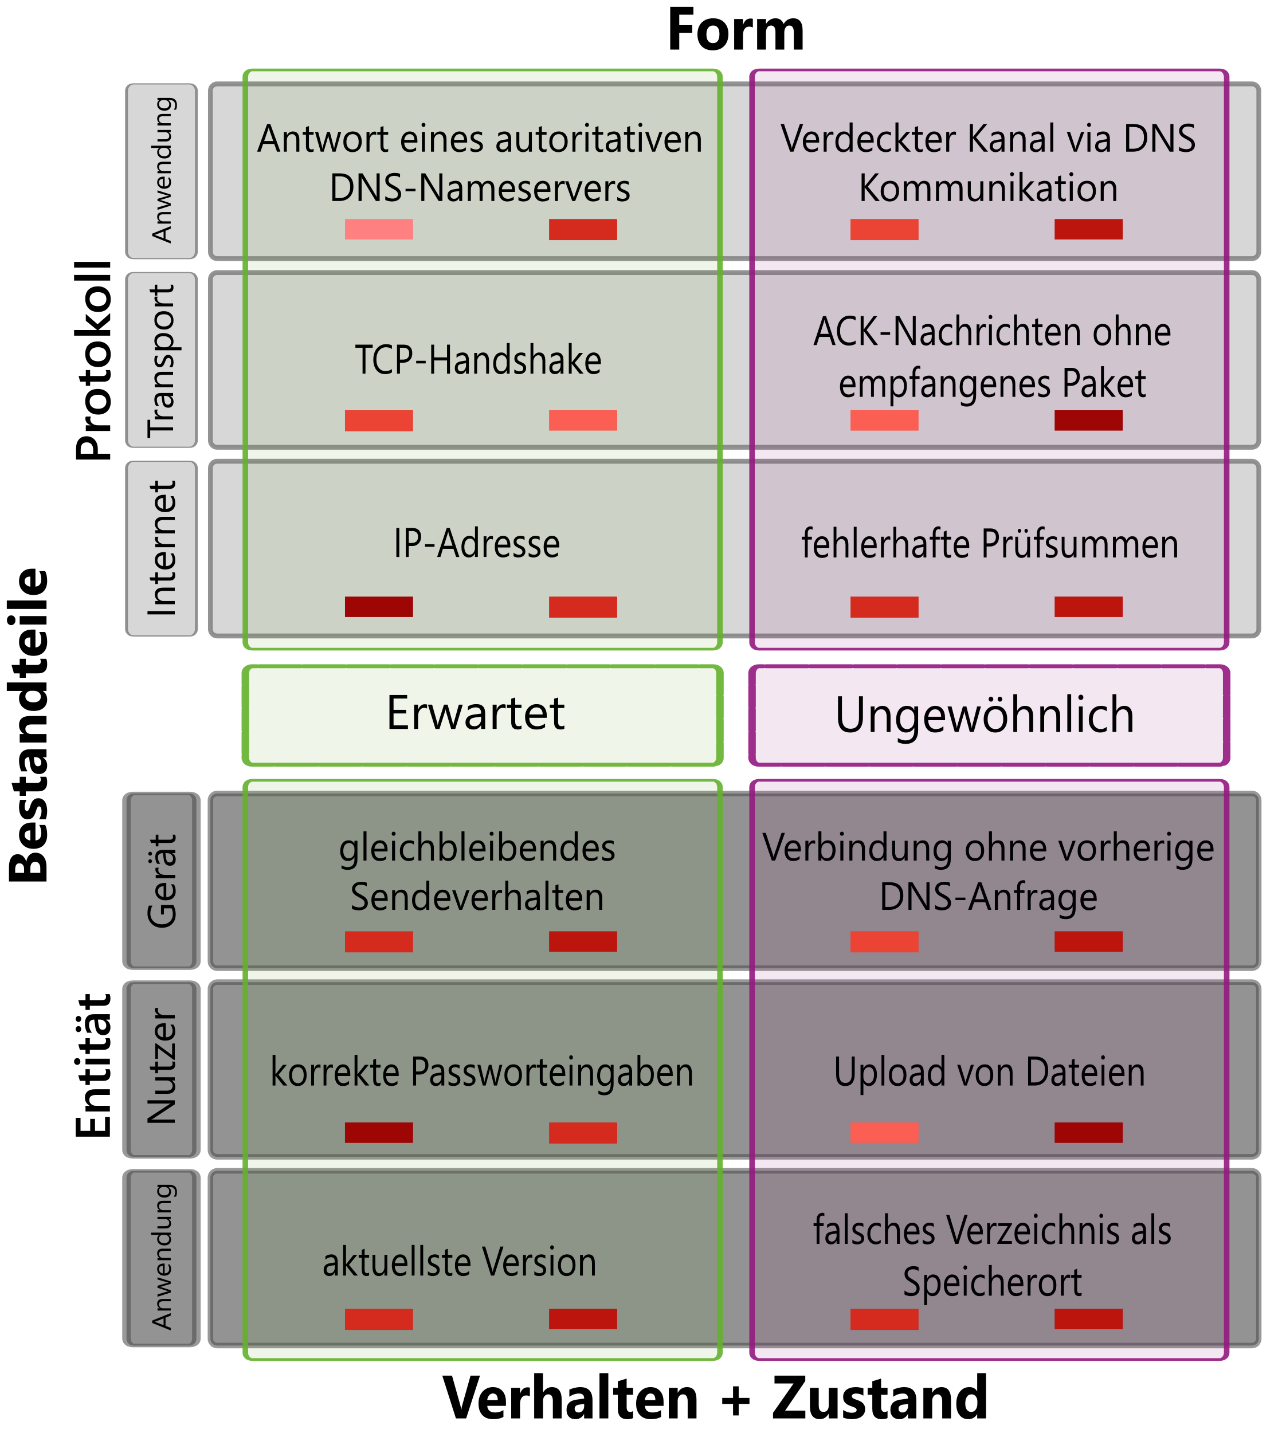 Form
Bestandteile
Protokoll
Anwendung
Antwort eines autoritativen
DNS-Nameservers
Verdeckter Kanal via DNS
Kommunikation
Transport
TCP-Handshake
ACK-Nachrichten ohne
empfangenes Paket
Internet
IP-Adresse
fehlerhafte Prüfsummen
Erwartet
Ungewöhnlich
Entität
Gerät
gleichbleibendes
Sendeverhalten
Verbindung ohne vorherige
DNS-Anfrage
Nutzer
korrekte Passworteingaben
Upload von Dateien
Anwendung
aktuellste Version
falsches Verzeichnis als
Speicherort
Verhalten + Zustand